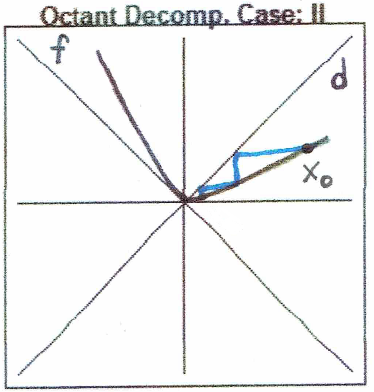 Octant Decomp. Case: II
f
d
x₀